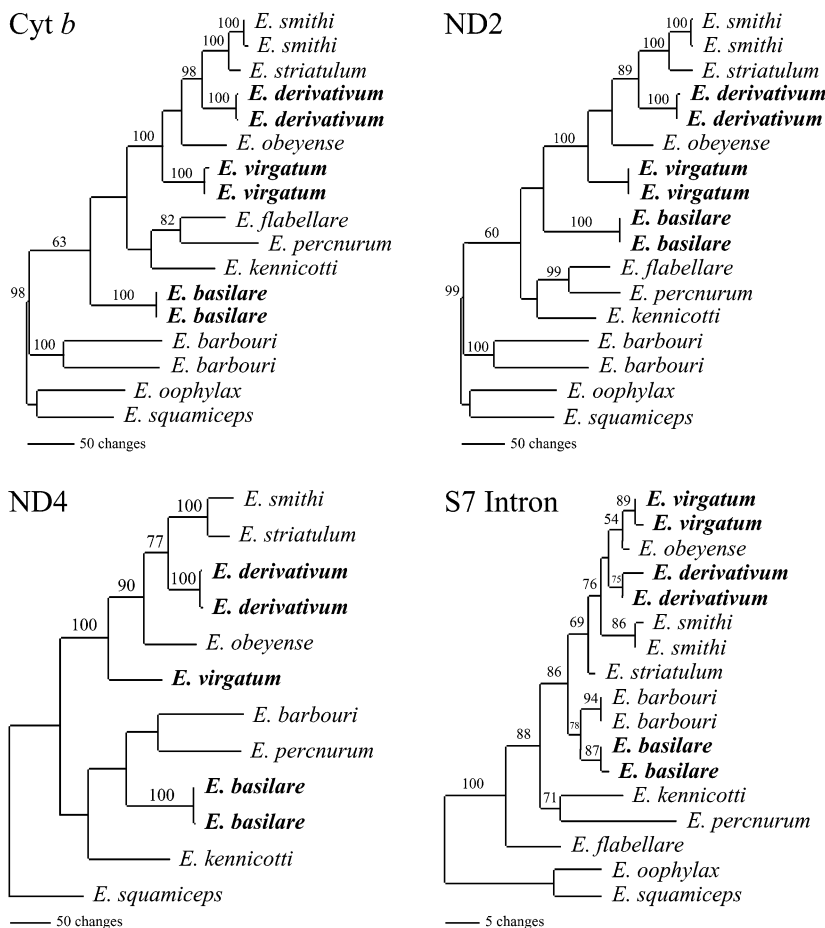 Cyt b
100
E. smithi
100
E. smithi
98
E. striatulum
100
E. derivativum
E. derivativum
100
E. obeyense
100
E. virgatum
E. virgatum
82
E. flabellare
E. percnurum
63
E. kennicotti
98
100
E. basilare
E. basilare
100
E. barbouri
E. barbouri
E. oophylax
E. squamiceps
50 changes
ND2
100
E. smithi
100
E. smithi
89
E. striatulum
100
E. derivativum
E. derivativum
100
E. obeyense
E. virgatum
E. virgatum
100
E. basilare
E. basilare
60
99
E. flabellare
99
E. percnurum
E. kennicotti
100
E. barbouri
E. barbouri
E. oophylax
E. squamiceps
50 changes
ND4
100
E. smithi
77
E. striatulum
100
E. derivativum
90
E. derivativum
100
E. obeyense
E. virgatum
E. barbouri
E. percnurum
100
E. basilare
E. basilare
E. kennicotti
E. squamiceps
50 changes
S7 Intron
89
E. virgatum
54
E. virgatum
E. obeyense
76
75
E. derivativum
E. derivativum
69
86
E. smithi
E. smithi
86
E. striatulum
94
E. barbouri
78
E. barbouri
88
87
E. basilare
E. basilare
100
71
E. kennicotti
E. percnurum
E. flabellare
E. oophylax
E. squamiceps
5 changes